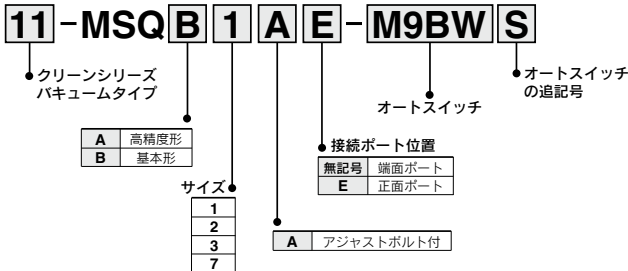 11-MSQB1AE-M9BWS
クリーンシリーズ
バキュームタイプ
オートスイッチ
の追記号
オートスイッチ
A 高精度形
B 基本形
接続ポート位置
無記号 端面ポート
E 正面ポート
サイズ
1
2
3
7
A アジャストボルト付